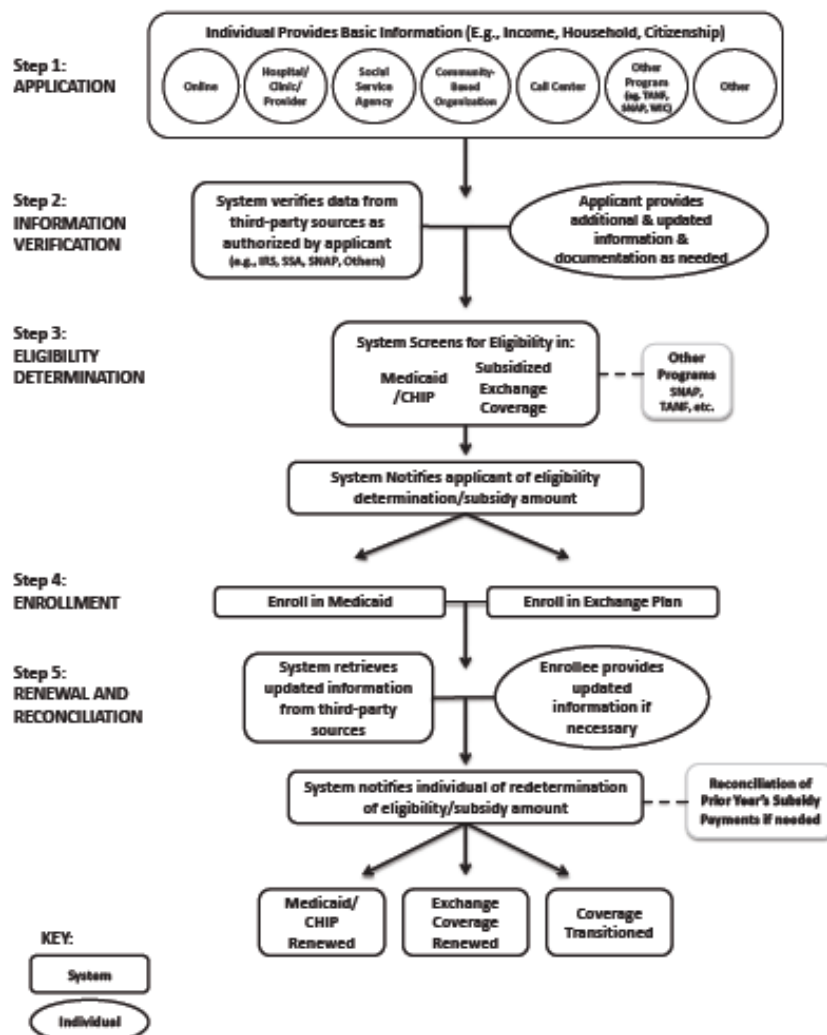 Individual Provides Basic Information (E.g., Income, Household, Citizenship)
Step 1:
APPLICATION
Online
Hospital/
Clinic/
Provider
Social
Service
Agency
Community-
Based
Organization
Call Center
Other
Program
(eg. TANF,
SNAP, WIC)
Other
Step 2:
INFORMATION
VERIFICATION
System verifies data from
third-party sources as
authorized by applicant
(e.g., IRS, SSA, SNAP, Others)
Applicant provides
additional & updated
information &
documentation as needed
Step 3:
ELIGIBILITY
DETERMINATION
System Screens for Eligibility in:
Medicaid
/CHIP
Subsidized
Exchange
Coverage
Other
Programs
SNAP,
TANF, etc.
System Notifies applicant of eligibility
determination/subsidy amount
Step 4:
ENROLLMENT
Enroll in Medicaid
Enroll in Exchange Plan
Step 5:
RENEWAL AND
RECONCILIATION
System retrieves
updated information
from third-party
sources
Enrollee provides
updated
information if
necessary
System notifies individual of redetermination
of eligibility/subsidy amount
Reconciliation of
Prior Year's Subsidy
Payments if needed
Medicaid/
CHIP
Renewed
Exchange
Coverage
Renewed
Coverage
Transitioned
KEY:
System
Individual